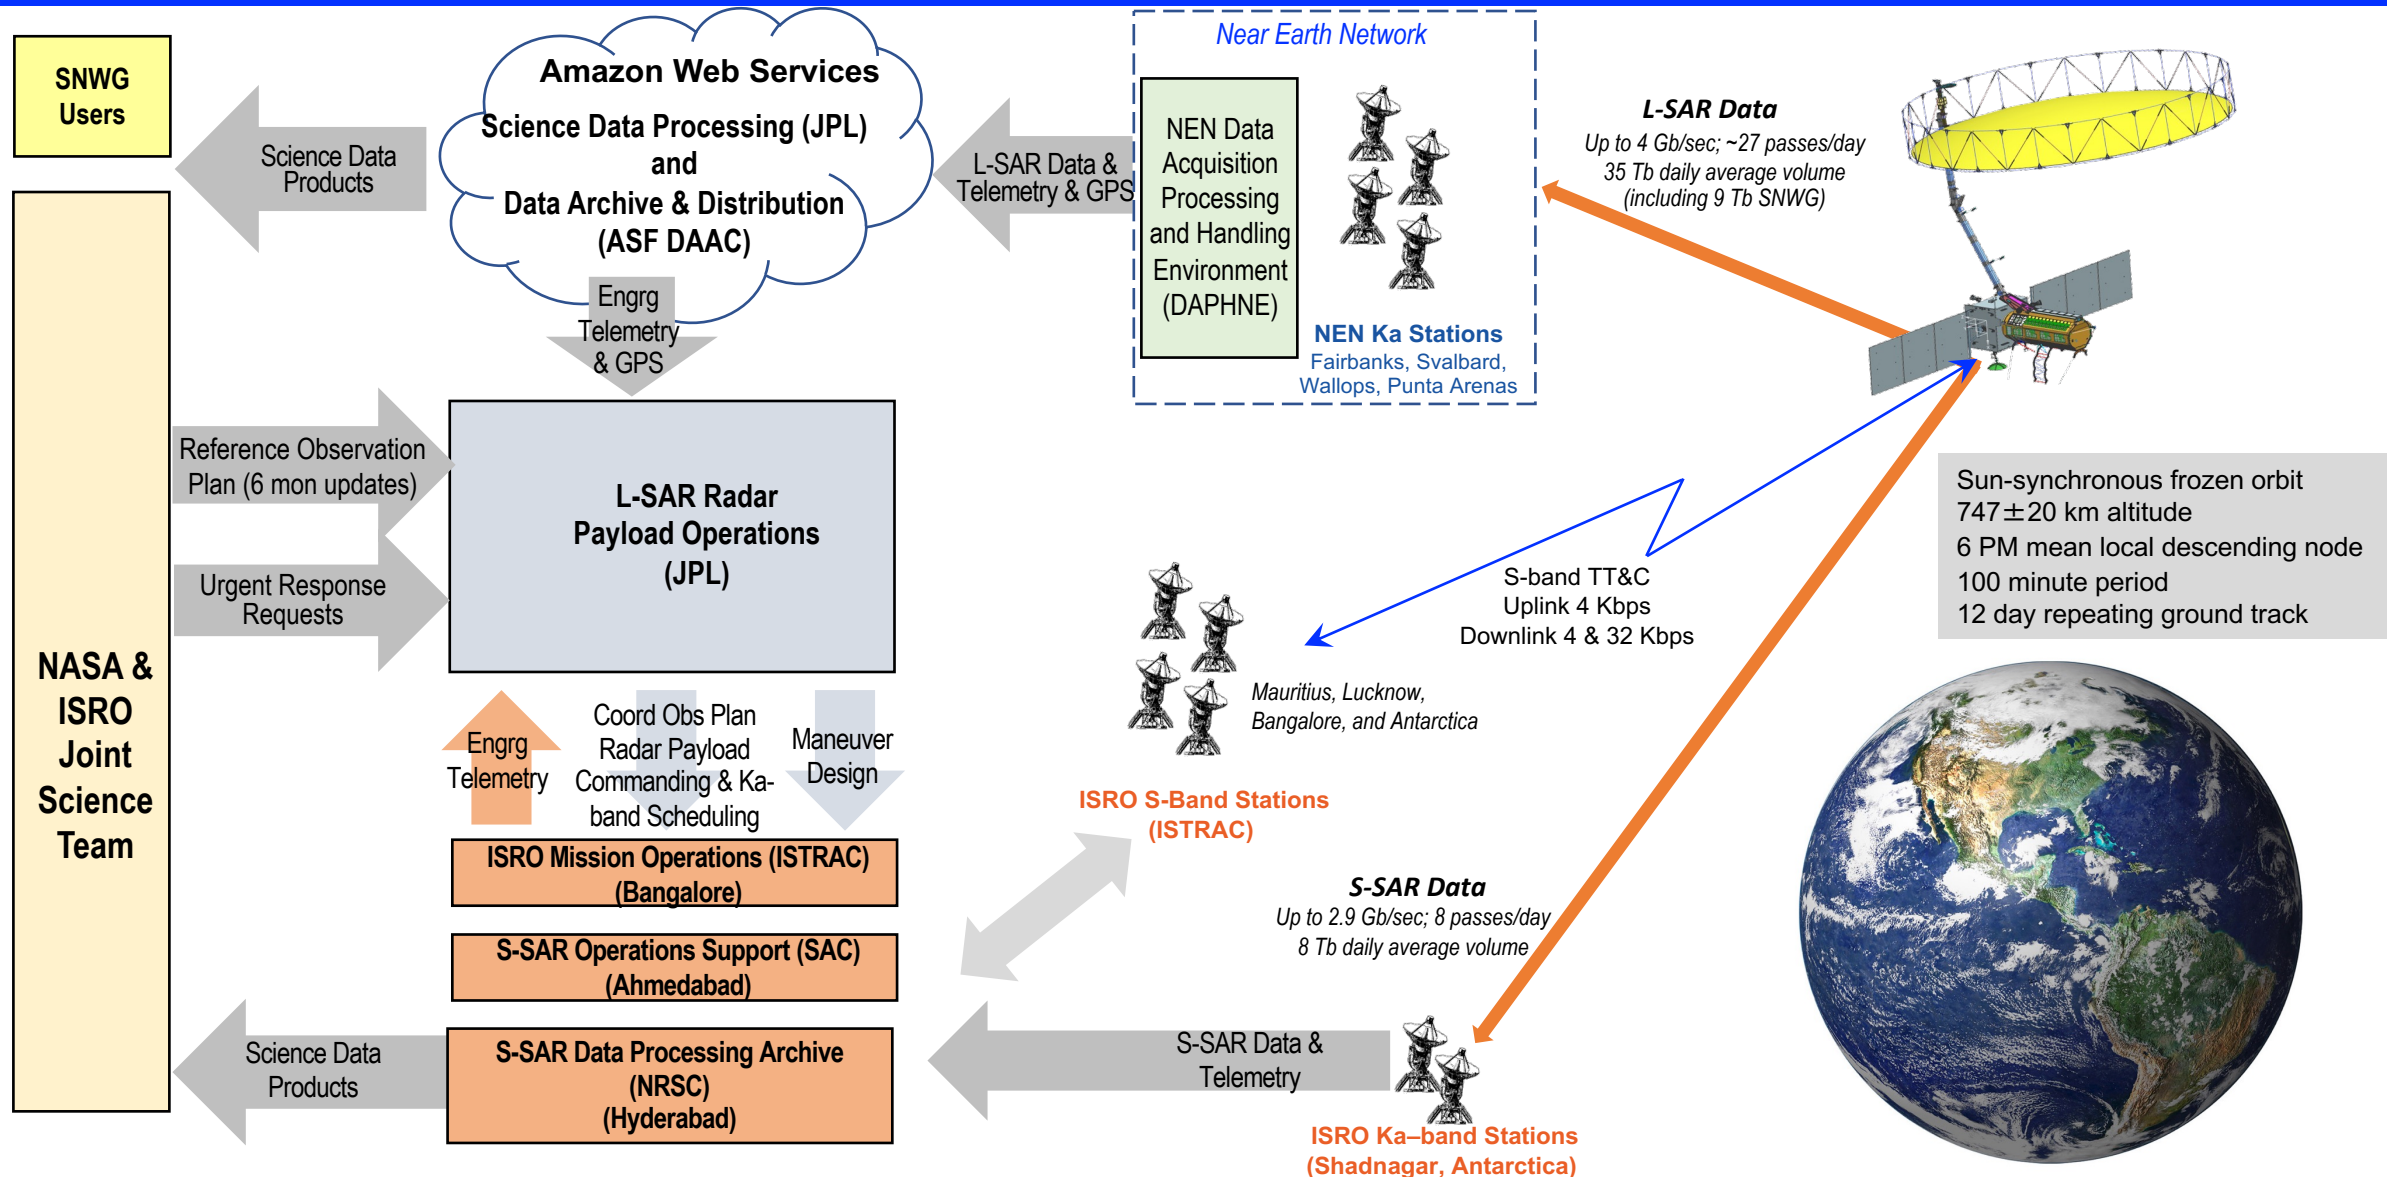 SNWG
Users
Science Data
Products
Amazon Web Services
Science Data Processing (JPL)
and
Data Archive & Distribution
(ASF DAAC)
L-SAR Data &
Telemetry & GPS
Near Earth Network
NEN Data
Acquisition
Processing
and Handling
Environment
(DAPHNE)
NEN Ka Stations
Fairbanks, Svalbard,
Wallops, Punta Arenas
L-SAR Data
Up to 4 Gb/sec; ~27 passes/day
35 Tb daily average volume
(including 9 Tb SNWG)
Engrg
Telemetry
& GPS
NASA &
ISRO
Joint
Science
Team
Reference Observation
Plan (6 mon updates)
Urgent Response
Requests
L-SAR Radar
Payload Operations
(JPL)
Sun-synchronous frozen orbit
747±20 km altitude
6 PM mean local descending node
100 minute period
12 day repeating ground track
S-band TT&C
Uplink 4 Kbps
Downlink 4 & 32 Kbps
Mauritius, Lucknow,
Bangalore, and Antarctica
ISRO S-Band Stations
(ISTRAC)
Engrg
Telemetry
Coord Obs Plan
Radar Payload
Commanding & Ka-
band Scheduling
Maneuver
Design
ISRO Mission Operations (ISTRAC)
(Bangalore)
S-SAR Operations Support (SAC)
(Ahmedabad)
S-SAR Data
Up to 2.9 Gb/sec; 8 passes/day
8 Tb daily average volume
Science Data
Products
S-SAR Data Processing Archive
(NRSC)
(Hyderabad)
S-SAR Data &
Telemetry
ISRO Ka–band Stations
(Shadnagar, Antarctica)